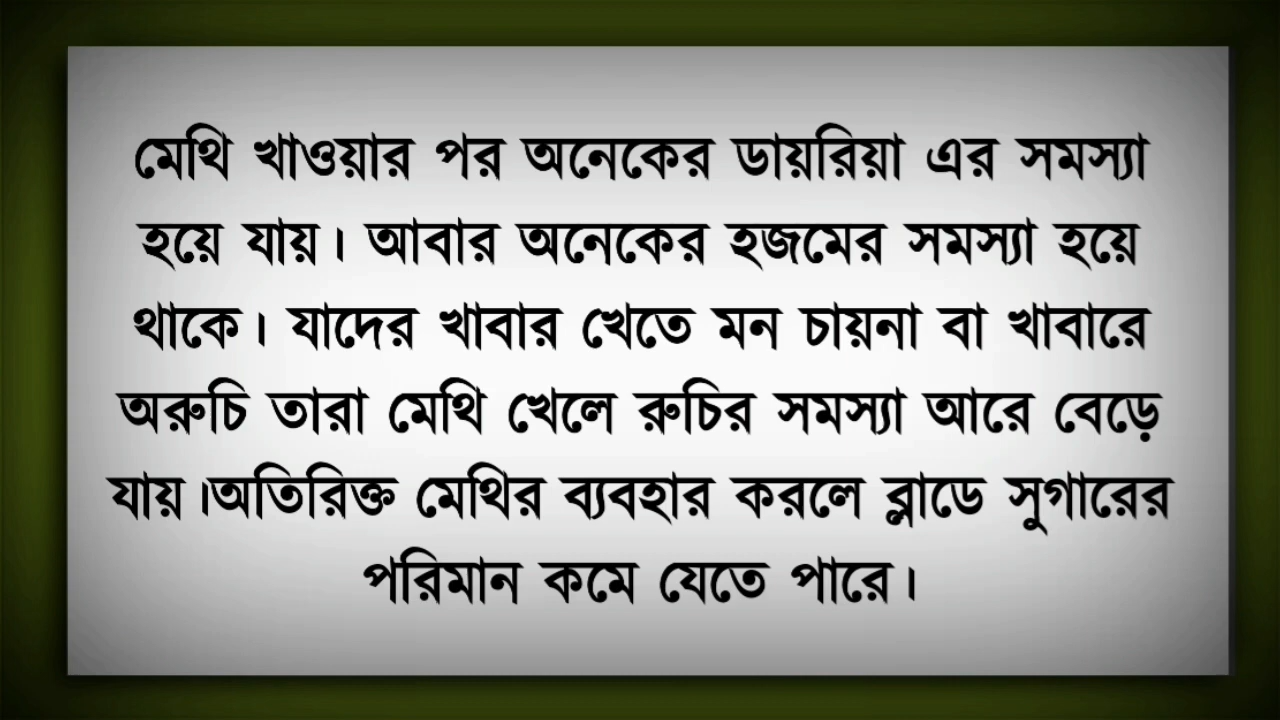 মেথি খাওয়ার পর অনেকের ডায়রিয়া এর সমস্যা
হয়ে যায়। আবার অনেকের হজমের সমস্যা হয়ে
থাকে। যাদের খাবার খেতে মন চায়না বা খাবারে
অরুচি তারা মেথি খেলে রুচির সমস্যা আরে বেড়ে
যায়।অতিরিক্ত মেথির ব্যবহার করলে ব্লাডে সুগারের
পরিমান কমে যেতে পারে।